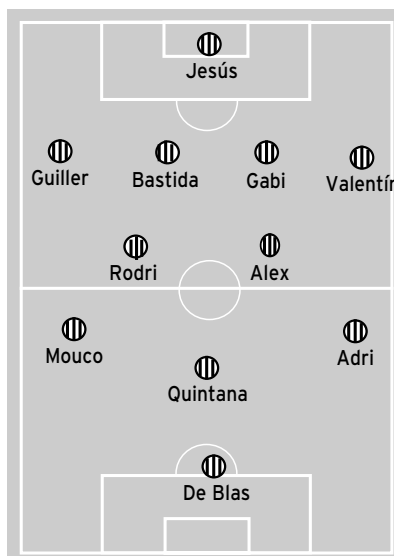 Jesús
Guiller
Bastida
Gabi
Valentín
Rodri
Alex
Mouco
Adri
Quintana
De Blas